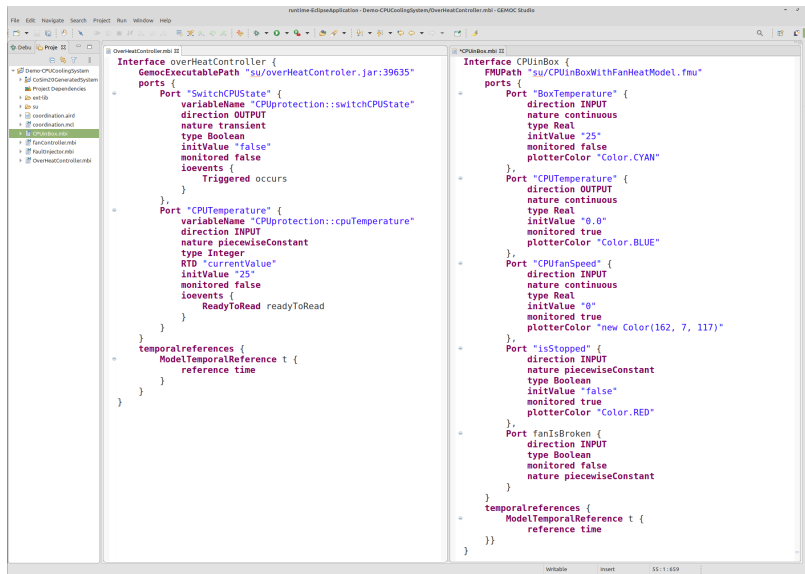 runtime-EclipseApplication - Demo-CPUCoolingSystem/OverHeatController.mbi - GEMOC Studio
File Edit Navigate Search Project Run Window Help
Debu
Proje
Demo-CPUCoolingSystem
CoSim20GeneratedSystem
Project Dependencies
ext-lib
su
coordination.aird
coordination.mcl
CPUinBox.mbi
fanController.mbi
FaultInjector.mbi
OverHeatController.mbi
OverHeatController.mbi
Interface overHeatController {
GemocExecutablePath "su/overHeatControler.jar:39635"
ports {
Port "SwitchCPUState" {
variableName "CPUprotection::switchCPUState"
direction OUTPUT
nature transient
type Boolean
initValue "false"
monitored false
ioevents {
Triggered occurs
}
},
Port "CPUTemperature" {
variableName "CPUprotection::cpuTemperature"
direction INPUT
nature piecewiseConstant
type Integer
RTD "currentValue"
initValue "25"
monitored false
ioevents {
ReadyToRead readyToRead
}
}
}
temporalreferences {
ModelTemporalReference t {
reference time
}
}
}
*CPUinBox.mbi
Interface CPUinBox {
FMUPath "su/CPUinBoxWithFanHeatModel.fmu"
ports {
Port "BoxTemperature" {
direction INPUT
nature continuous
type Real
initValue "25"
monitored false
plotterColor "Color.CYAN"
},
Port "CPUTemperature" {
direction OUTPUT
nature continuous
type Real
initValue "0.0"
monitored true
plotterColor "Color.BLUE"
},
Port "CPUfanSpeed" {
direction INPUT
nature continuous
type Real
initValue "0"
monitored true
plotterColor "new Color(162, 7, 117)"
},
Port "isStopped" {
direction INPUT
nature piecewiseConstant
type Boolean
initValue "false"
monitored true
plotterColor "Color.RED"
},
Port fanIsBroken {
direction INPUT
type Boolean
monitored false
nature piecewiseConstant
}
}
temporalreferences {
ModelTemporalReference t {
reference time
}}
}
Writable
Insert
55:1:659